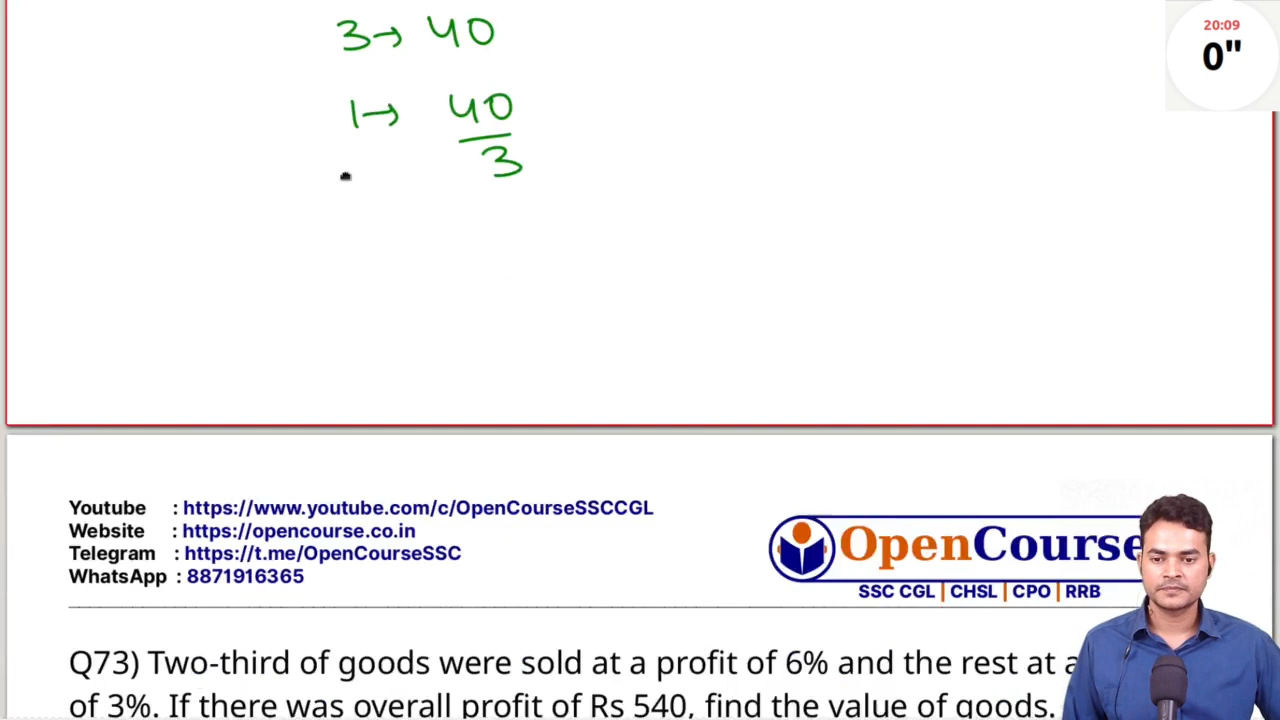 20:09
0"
3 → 40
1 → 40
3
Youtube : https://www.youtube.com/c/OpenCourseSSCCGL
Website : https://opencourse.co.in
Telegram : https://t.me/OpenCourseSSC
WhatsApp : 8871916365
OpenCourse
SSC CGL | CHSL | CPO | RRB
Q73) Two-third of goods were sold at a profit of 6% and the rest at a
of 3%. If there was overall profit of Rs 540, find the value of goods.